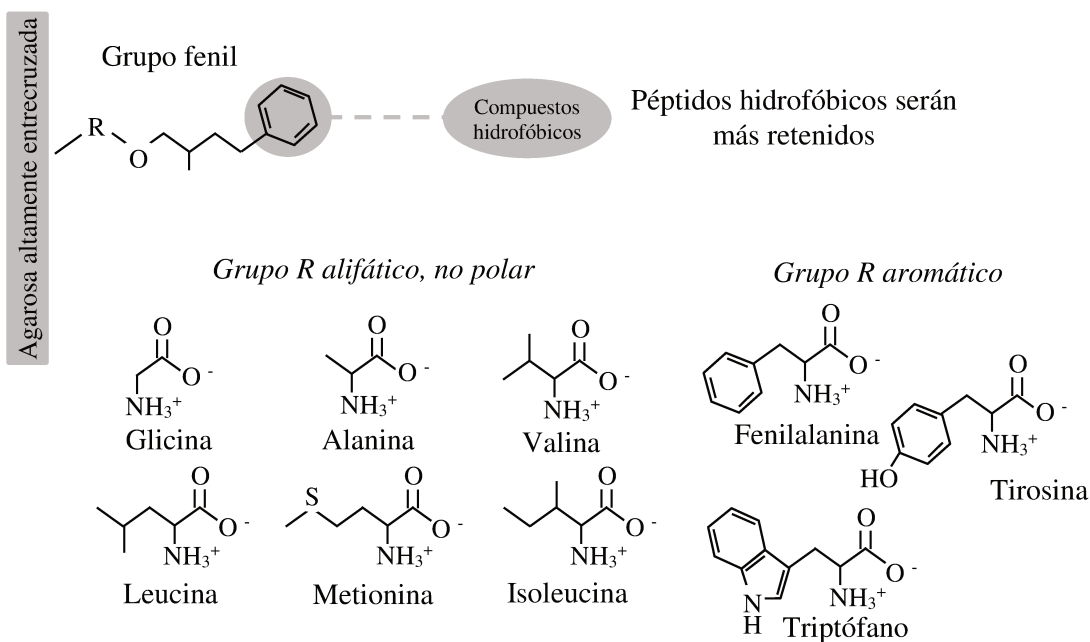 Agarosa altamente entrecruzada
Grupo fenil
R
O
Compuestos
hidrofóbicos
Péptidos hidrofóbicos serán
más retenidos
Grupo R alifático, no polar
Grupo R aromático
O
O -
NH3+
Glicina
O
O -
NH3+
Alanina
O
O -
NH3+
Valina
O
O -
NH3+
Fenilalanina
O
O -
NH3+
HO
Tirosina
O
O -
NH3+
Leucina
S
O
O -
NH3+
Metionina
O
O -
NH3+
Isoleucina
O
O -
NH3+
N
H
Triptófano